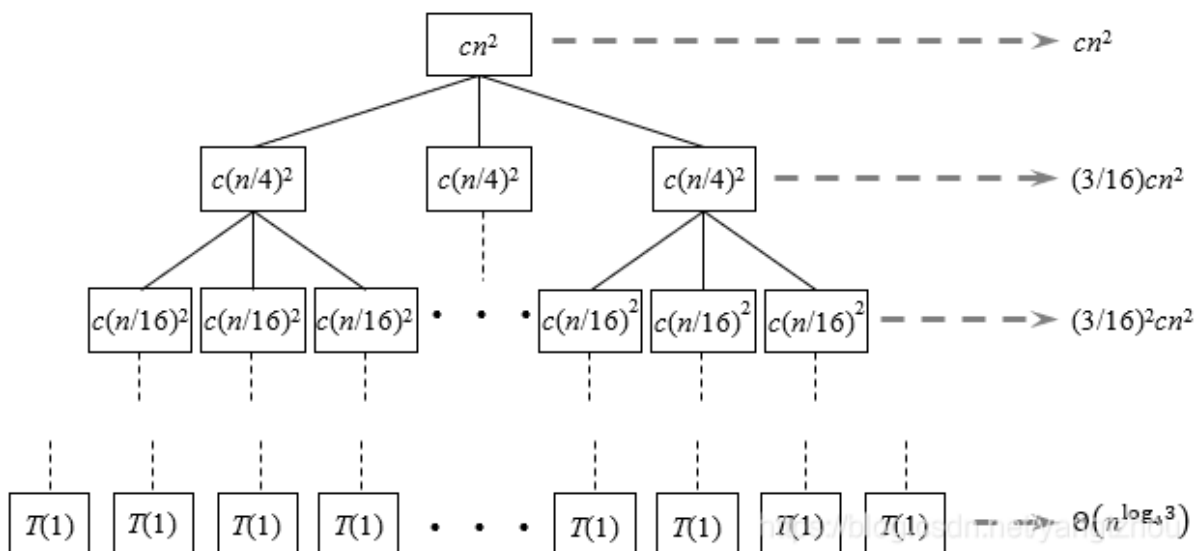 cn² cn²
c(n/4)² c(n/4)² c(n/4)² (3/16)cn²
c(n/16)² c(n/16)² c(n/16)² • • • c(n/16)² c(n/16)² c(n/16)² (3/16)²cn²
T(1) T(1) T(1) T(1) • • • T(1) T(1) T(1) T(1) Θ(n^log₄3)